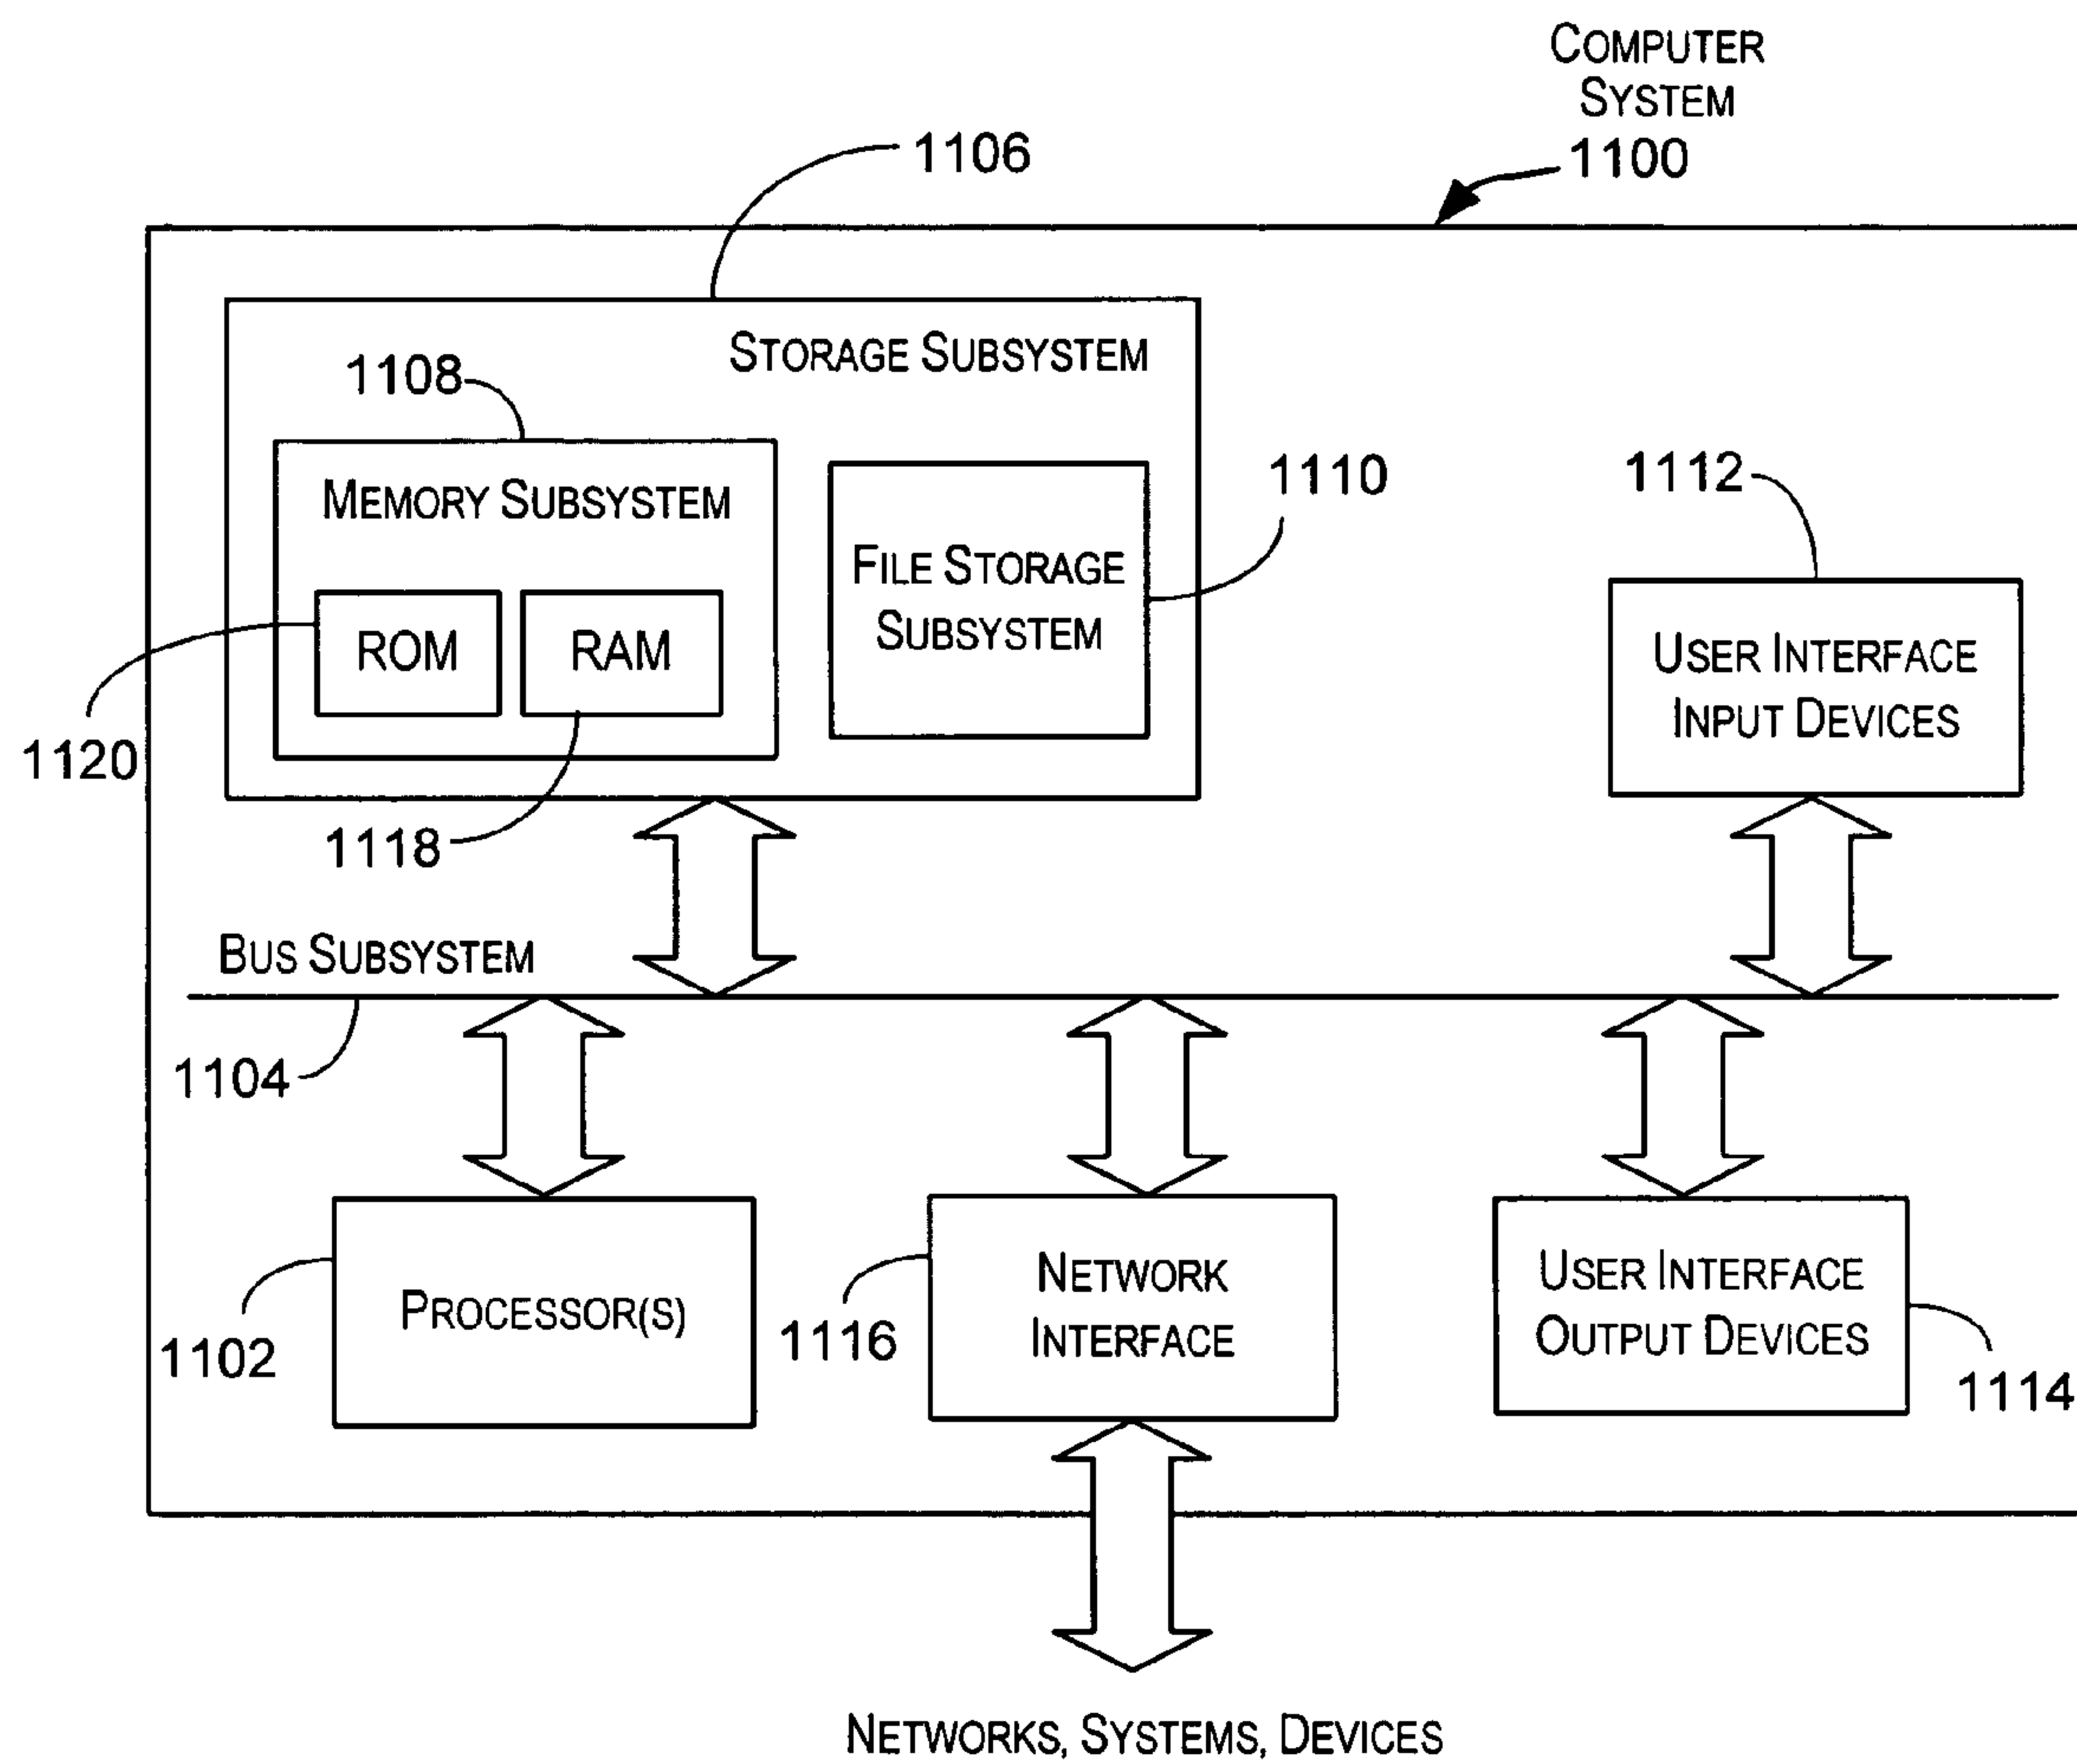 COMPUTER
SYSTEM
1100
1106
STORAGE SUBSYSTEM
1108
MEMORY SUBSYSTEM
1110
1112
FILE STORAGE
SUBSYSTEM
ROM
RAM
USER INTERFACE
INPUT DEVICES
1120
1118
BUS SUBSYSTEM
1104
PROCESSOR(S)
1102
NETWORK
INTERFACE
1116
USER INTERFACE
OUTPUT DEVICES
1114
NETWORKS, SYSTEMS, DEVICES